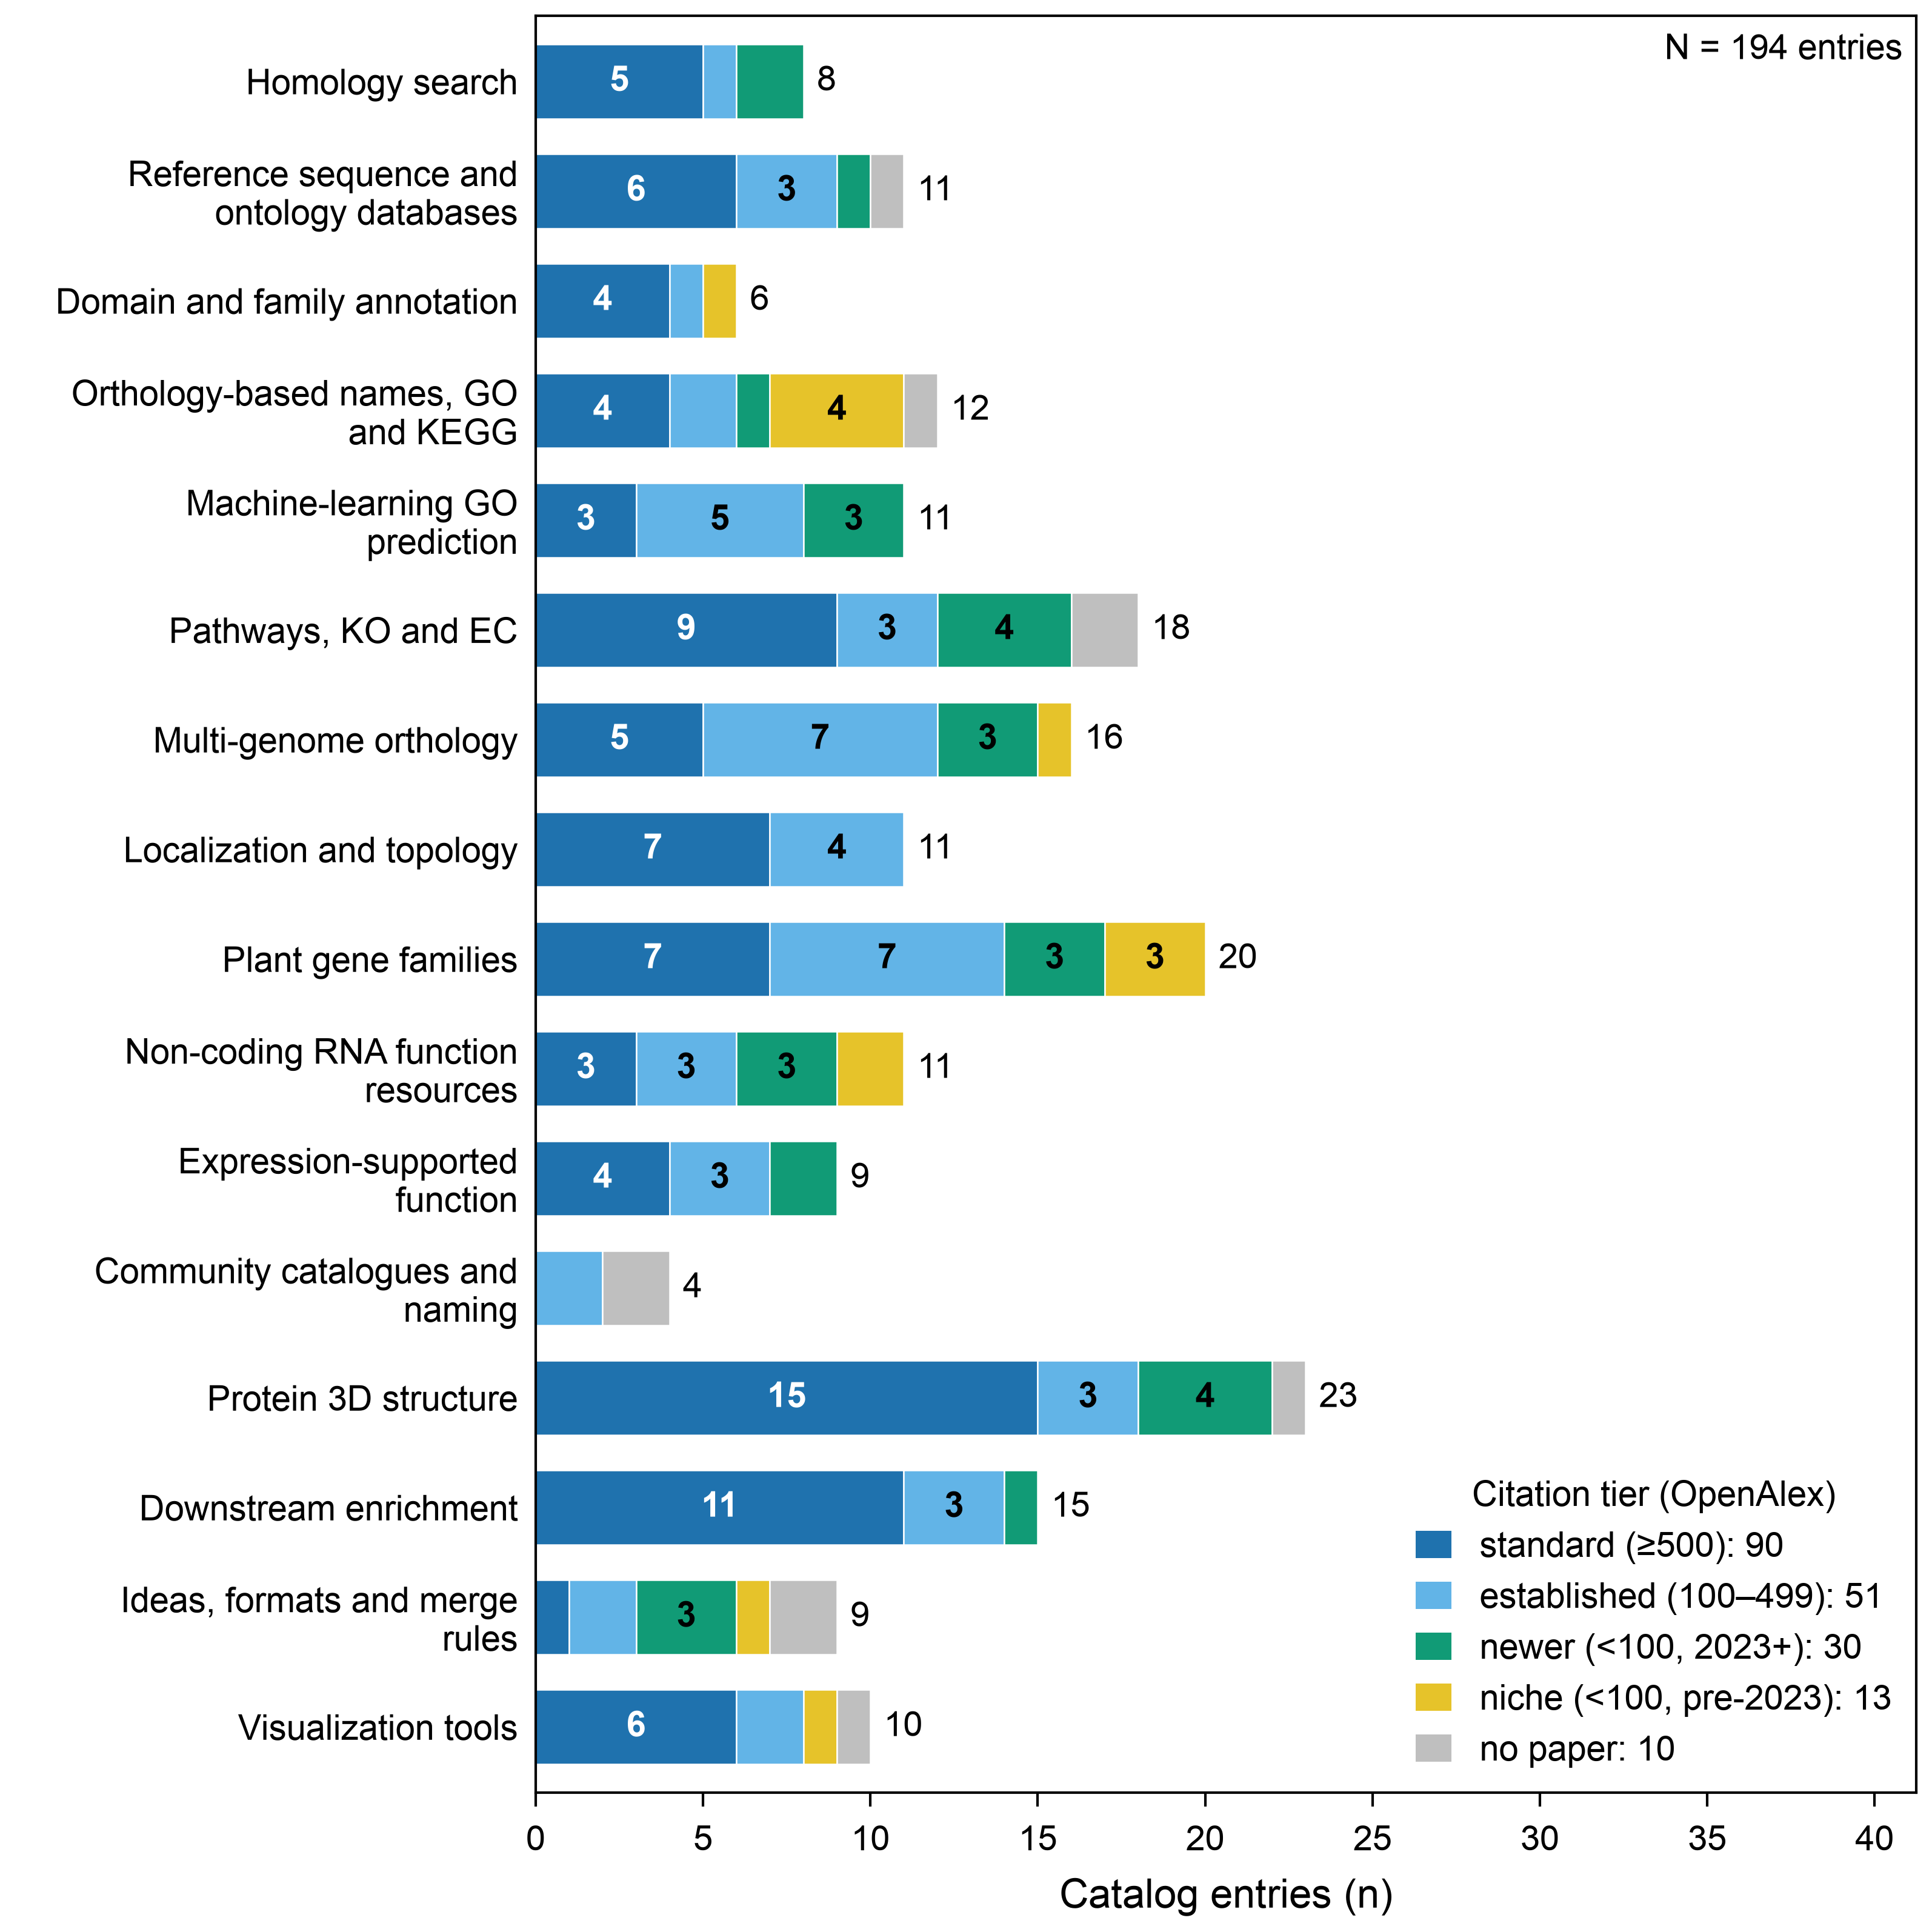 N = 194 entries
Homology search
5
8
Reference sequence and
ontology databases
6
3
11
Domain and family annotation
4
6
Orthology-based names, GO
and KEGG
4
4
12
Machine-learning GO
prediction
3
5
3
11
Pathways, KO and EC
9
3
4
18
Multi-genome orthology
5
7
3
16
Localization and topology
7
4
11
Plant gene families
7
7
3
3
20
Non-coding RNA function
resources
3
3
3
11
Expression-supported
function
4
3
9
Community catalogues and
naming
4
Protein 3D structure
15
3
4
23
Downstream enrichment
11
3
15
Ideas, formats and merge
rules
3
9
Visualization tools
6
10
Citation tier (OpenAlex)
standard (≥500): 90
established (100–499): 51
newer (<100, 2023+): 30
niche (<100, pre-2023): 13
no paper: 10
0 5 10 15 20 25 30 35 40
Catalog entries (n)